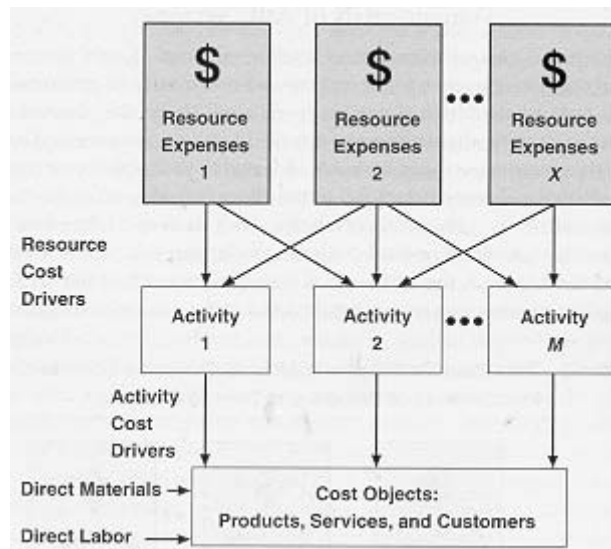 $
Resource
Expenses
1
$
Resource
Expenses
2
•••
$
Resource
Expenses
X
Resource
Cost
Drivers
Activity
1
Activity
2
•••
Activity
M
Activity
Cost
Drivers
Direct Materials
Direct Labor
Cost Objects:
Products, Services, and Customers